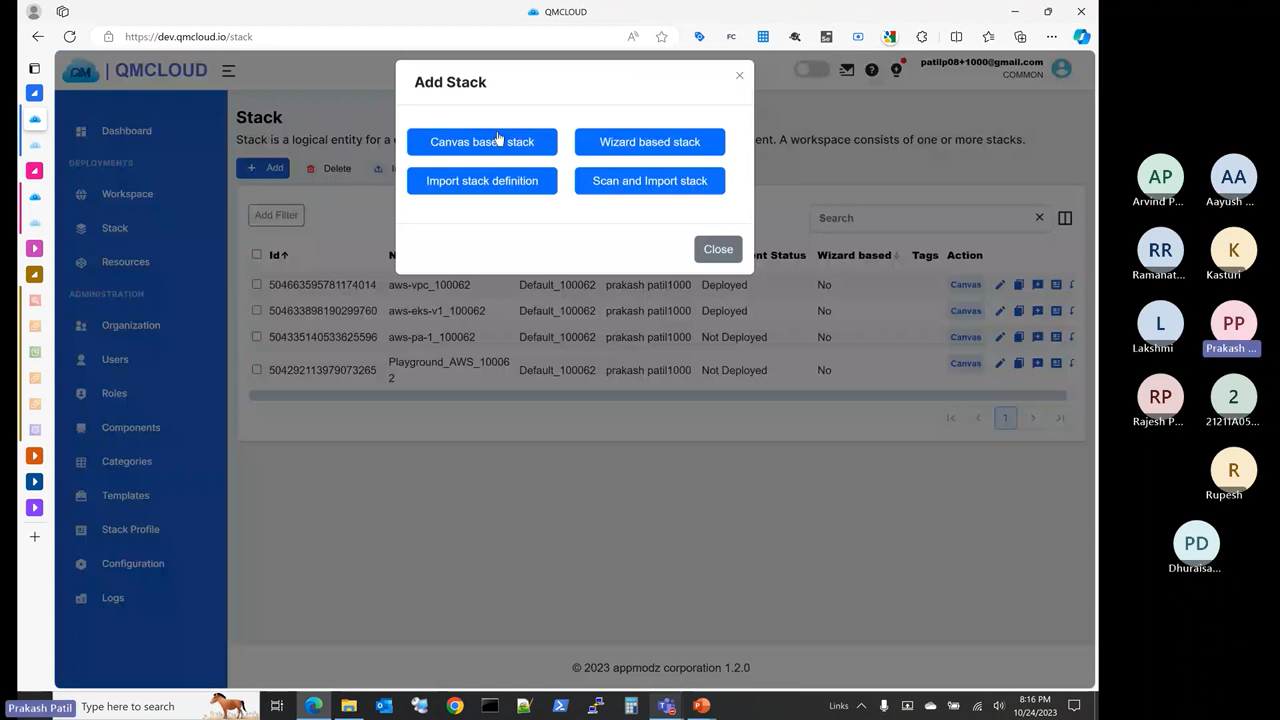 QMCLOUD
https://dev.qmcloud.io/stack
FC
QM | QMCLOUD
patilp08+1000@gmail.com
COMMON
Add Stack
Canvas based stack
Wizard based stack
Import stack definition
Scan and Import stack
Close
Dashboard
DEPLOYMENTS
Workspace
Stack
Resources
ADMINISTRATION
Organization
Users
Roles
Components
Categories
Templates
Stack Profile
Configuration
Logs
Stack
Stack is a logical entity for a
ent. A workspace consists of one or more stacks.
+ Add
Delete
Add Filter
Search
Id
N
ent Status
Wizard based
Tags
Action
504663595781174014 aws-vpc_100062 Default_100062 prakash patil1000 Deployed No Canvas
504633898190299760 aws-eks-v1_100062 Default_100062 prakash patil1000 Deployed No Canvas
504335140533625596 aws-pa-1_100062 Default_100062 prakash patil1000 Not Deployed No Canvas
504292113979073265 Playground_AWS_10006
2 Default_100062 prakash patil1000 Not Deployed No Canvas
1
© 2023 appmodz corporation 1.2.0
AP
Arvind P...
AA
Aayush ...
RR
Ramanat...
K
Kasturi
L
Lakshmi
PP
Prakash ...
RP
Rajesh P...
2
21211A05...
R
Rupesh
PD
Dhuraisa...
Prakash Patil
Type here to search
Links
8:16 PM
10/24/2023